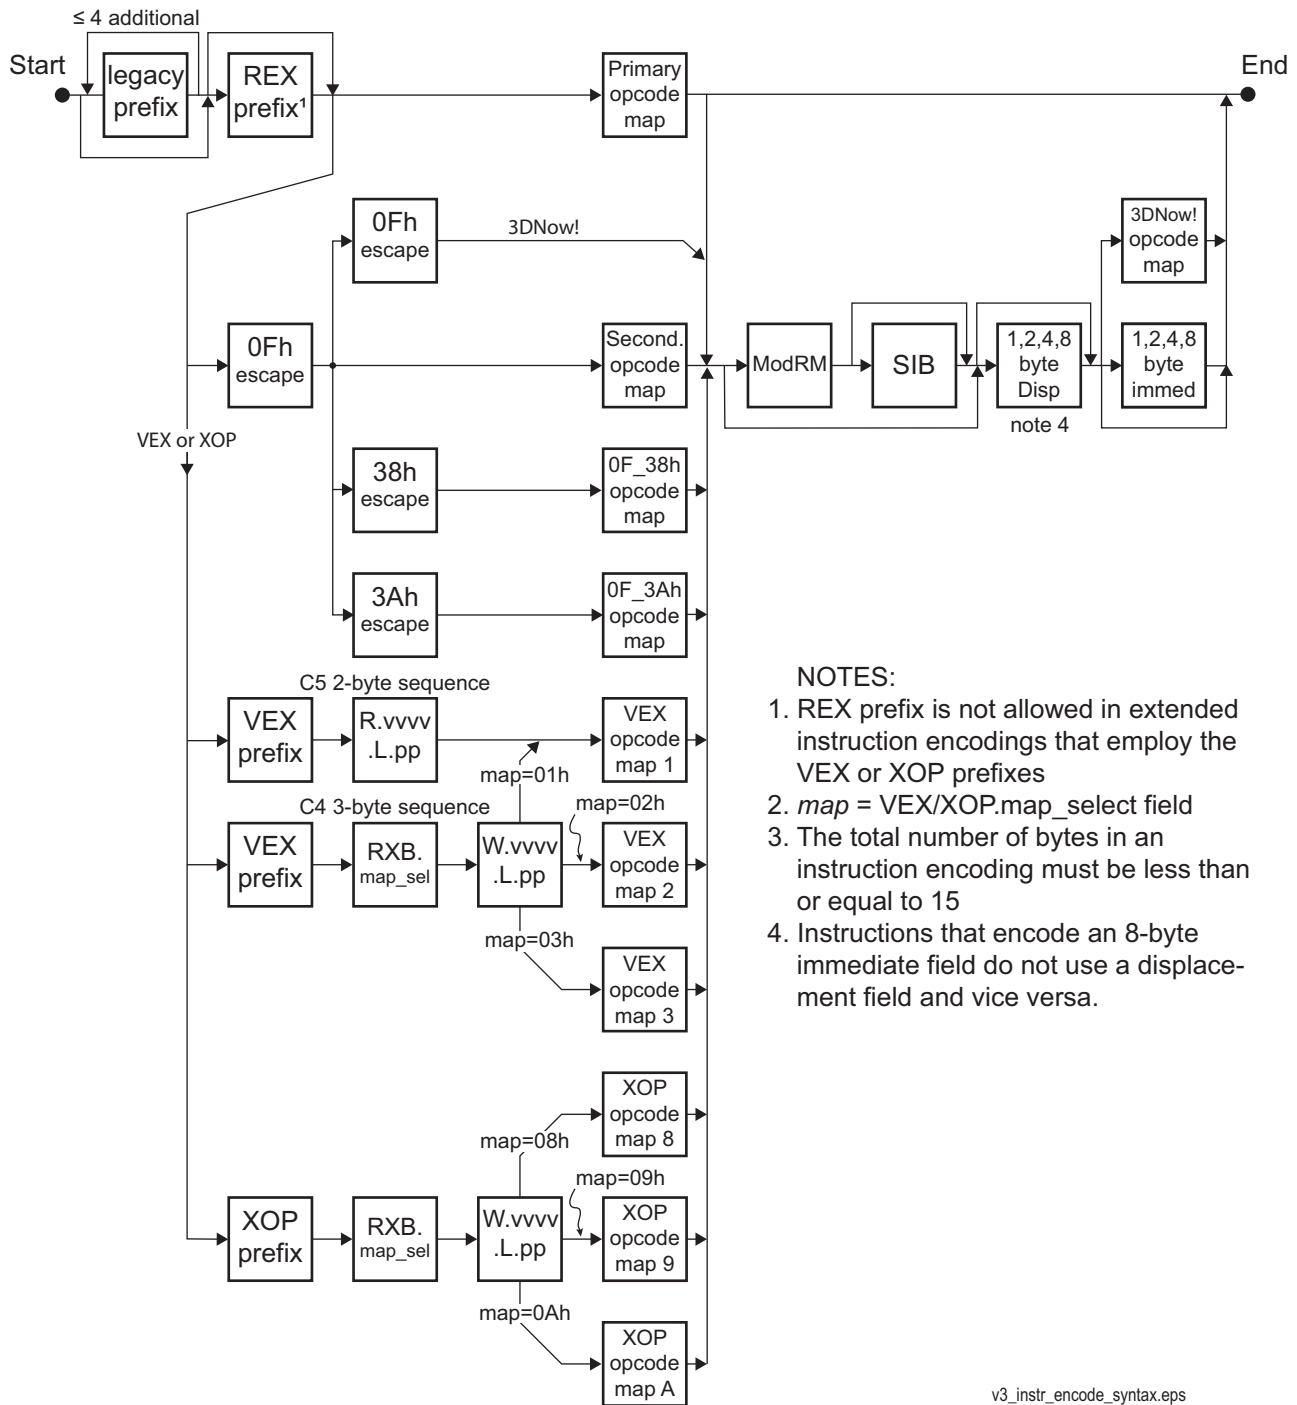 ≤ 4 additional
Start
legacy
prefix
REX
prefix¹
Primary
opcode
map
End
0Fh
escape
3DNow!
3DNow!
opcode
map
0Fh
escape
Second.
opcode
map
ModRM
SIB
1,2,4,8
byte
Disp
note 4
1,2,4,8
byte
immed
VEX or XOP
38h
escape
0F_38h
opcode
map
3Ah
escape
0F_3Ah
opcode
map
C5 2-byte sequence
VEX
prefix
R.vvvv
.L.pp
VEX
opcode
map 1
map=01h
C4 3-byte sequence
map=02h
VEX
prefix
RXB.
map_sel
W.vvvv
.L.pp
VEX
opcode
map 2
map=03h
VEX
opcode
map 3
NOTES:
1. REX prefix is not allowed in extended
instruction encodings that employ the
VEX or XOP prefixes
2. map = VEX/XOP.map_select field
3. The total number of bytes in an
instruction encoding must be less than
or equal to 15
4. Instructions that encode an 8-byte
immediate field do not use a displace-
ment field and vice versa.
XOP
opcode
map 8
map=08h
map=09h
XOP
prefix
RXB.
map_sel
W.vvvv
.L.pp
XOP
opcode
map 9
map=0Ah
XOP
opcode
map A
v3_instr_encode_syntax.eps